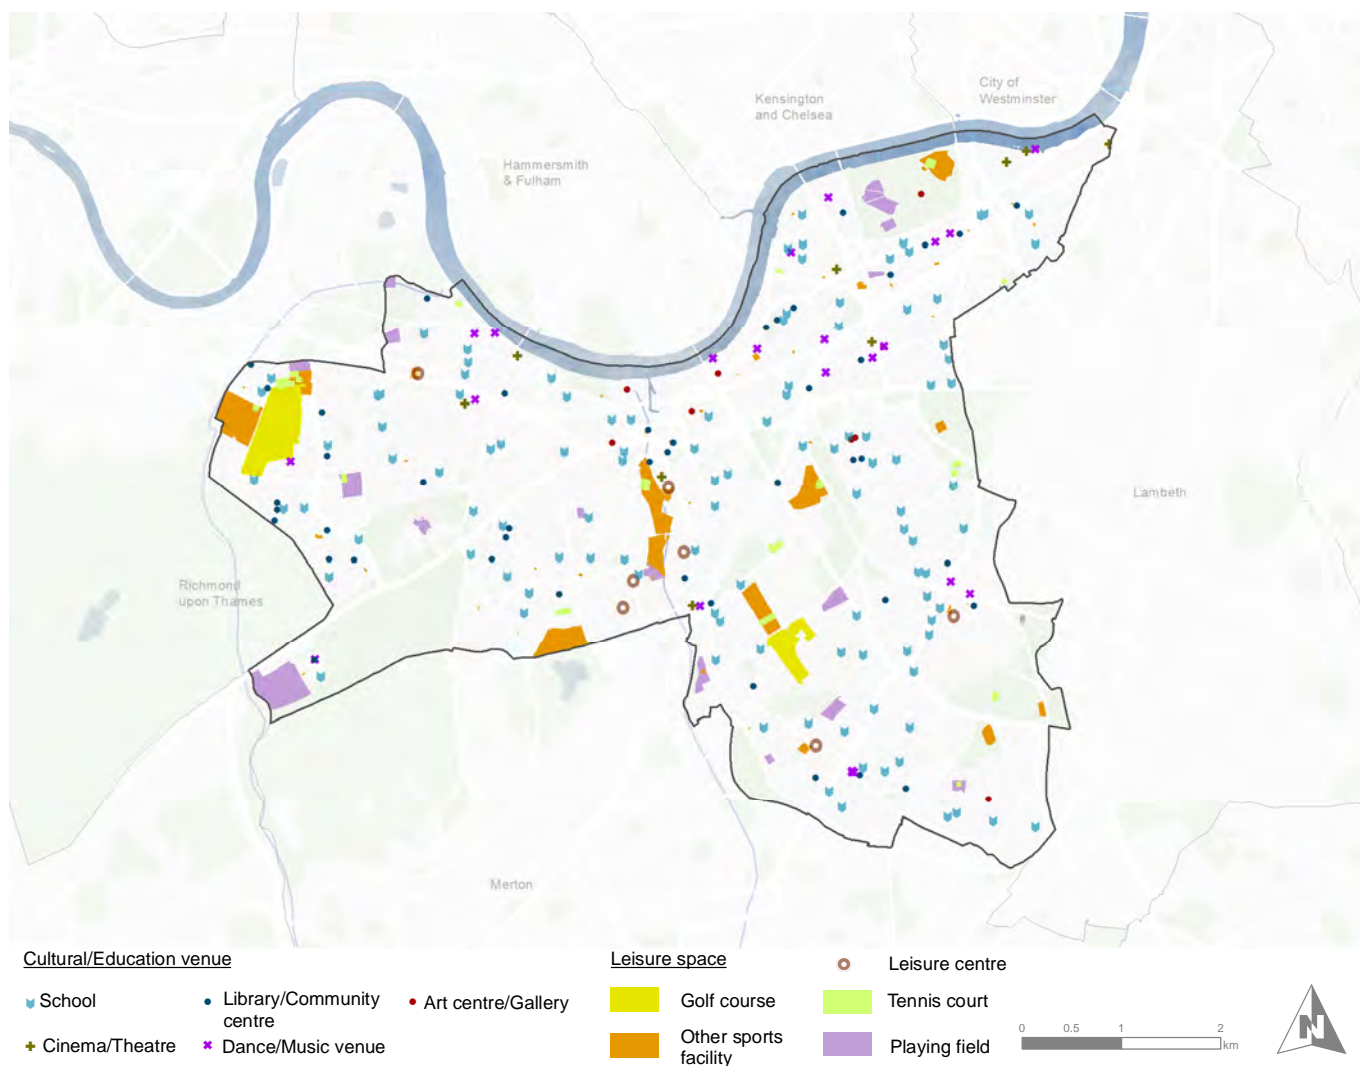 City of
Westminster
Kensington
and Chelsea
Hammersmith
& Fulham
Lambeth
Richmond
upon Thames
Merton
Cultural/Education venue
School
Library/Community
centre
Art centre/Gallery
Cinema/Theatre
Dance/Music venue
Leisure space
Golf course
Other sports
facility
Leisure centre
Tennis court
Playing field
0 0.5 1 2
km
N